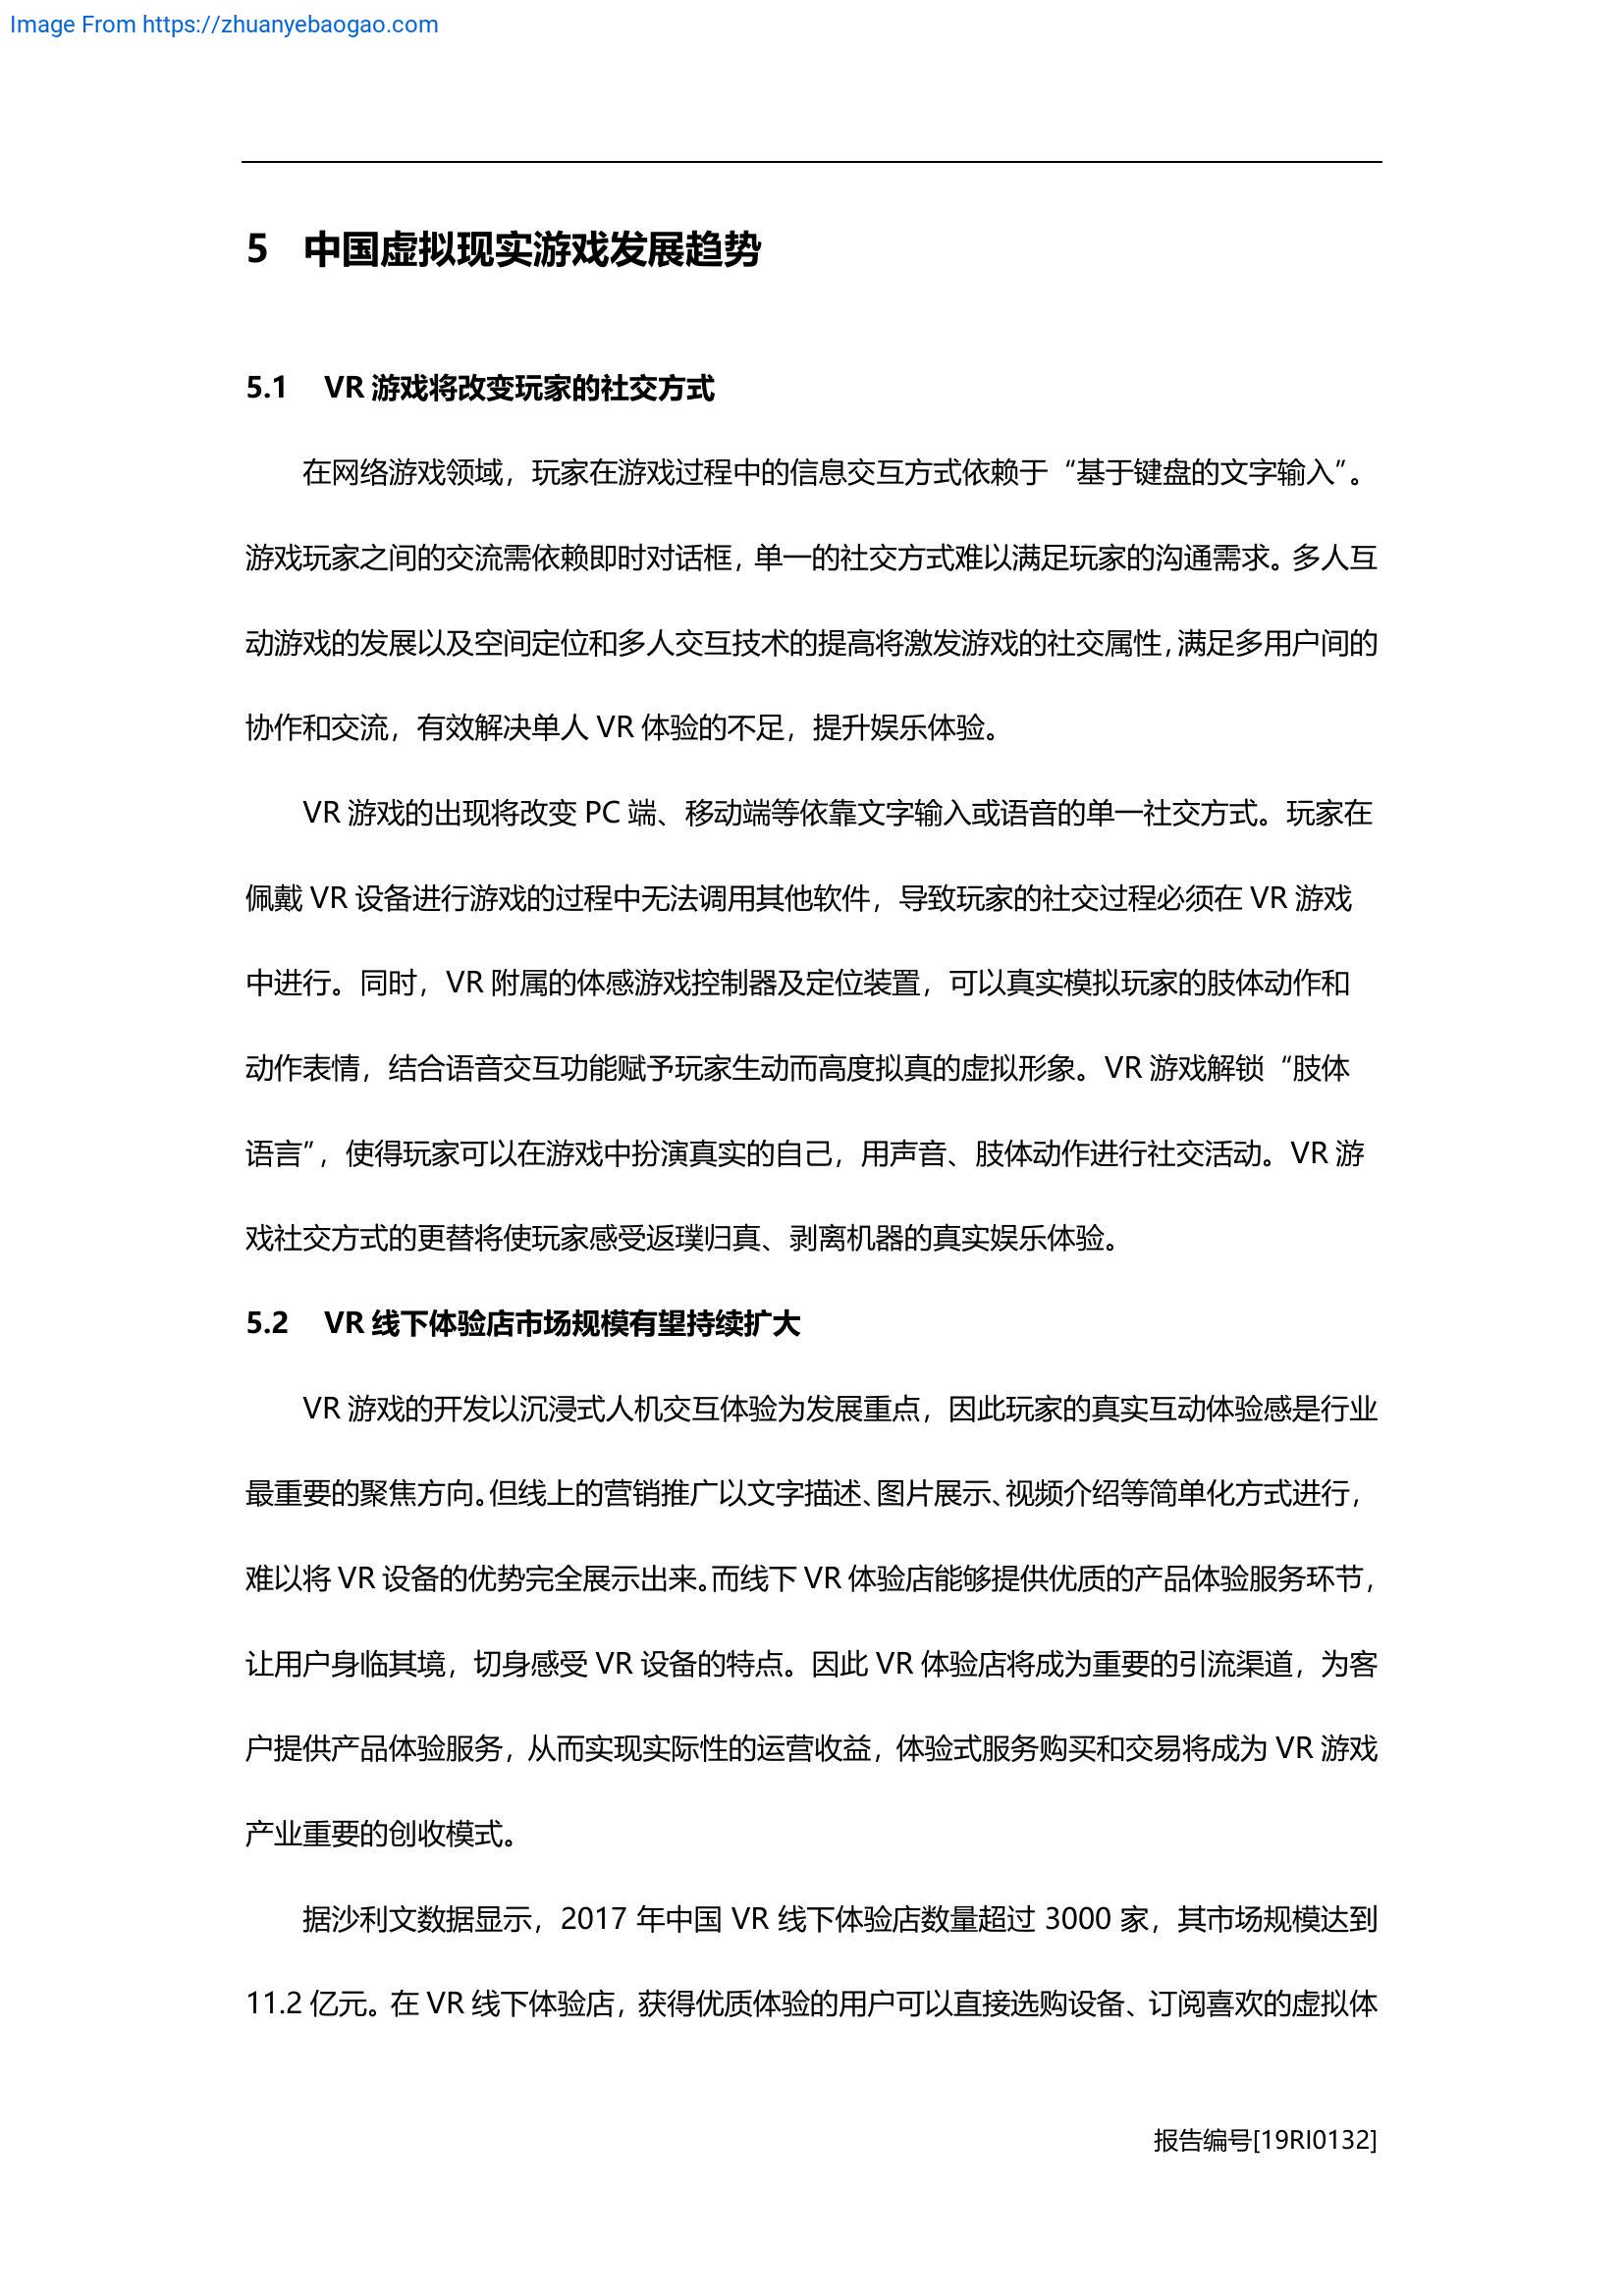 Image From https://zhuanyebaogao.com
5 中国虚拟现实游戏发展趋势
5.1 VR 游戏将改变玩家的社交方式
在网络游戏领域，玩家在游戏过程中的信息交互方式依赖于“基于键盘的文字输入”。
游戏玩家之间的交流需依赖即时对话框，单一的社交方式难以满足玩家的沟通需求。多人互
动游戏的发展以及空间定位和多人交互技术的提高将激发游戏的社交属性，满足多用户间的
协作和交流，有效解决单人 VR 体验的不足，提升娱乐体验。
VR 游戏的出现将改变 PC 端、移动端等依靠文字输入或语音的单一社交方式。玩家在
佩戴 VR 设备进行游戏的过程中无法调用其他软件，导致玩家的社交过程必须在 VR 游戏
中进行。同时，VR 附属的体感游戏控制器及定位装置，可以真实模拟玩家的肢体动作和
动作表情，结合语音交互功能赋予玩家生动而高度拟真的虚拟形象。VR 游戏解锁“肢体
语言”，使得玩家可以在游戏中扮演真实的自己，用声音、肢体动作进行社交活动。VR 游
戏社交方式的更替将使玩家感受返璞归真、剥离机器的真实娱乐体验。
5.2 VR 线下体验店市场规模有望持续扩大
VR 游戏的开发以沉浸式人机交互体验为发展重点，因此玩家的真实互动体验感是行业
最重要的聚焦方向。但线上的营销推广以文字描述、图片展示、视频介绍等简单化方式进行，
难以将 VR 设备的优势完全展示出来。而线下 VR 体验店能够提供优质的产品体验服务环节，
让用户身临其境，切身感受 VR 设备的特点。因此 VR 体验店将成为重要的引流渠道，为客
户提供产品体验服务，从而实现实际性的运营收益，体验式服务购买和交易将成为 VR 游戏
产业重要的创收模式。
据沙利文数据显示，2017 年中国 VR 线下体验店数量超过 3000 家，其市场规模达到
11.2 亿元。在 VR 线下体验店，获得优质体验的用户可以直接选购设备、订阅喜欢的虚拟体
报告编号[19RI0132]